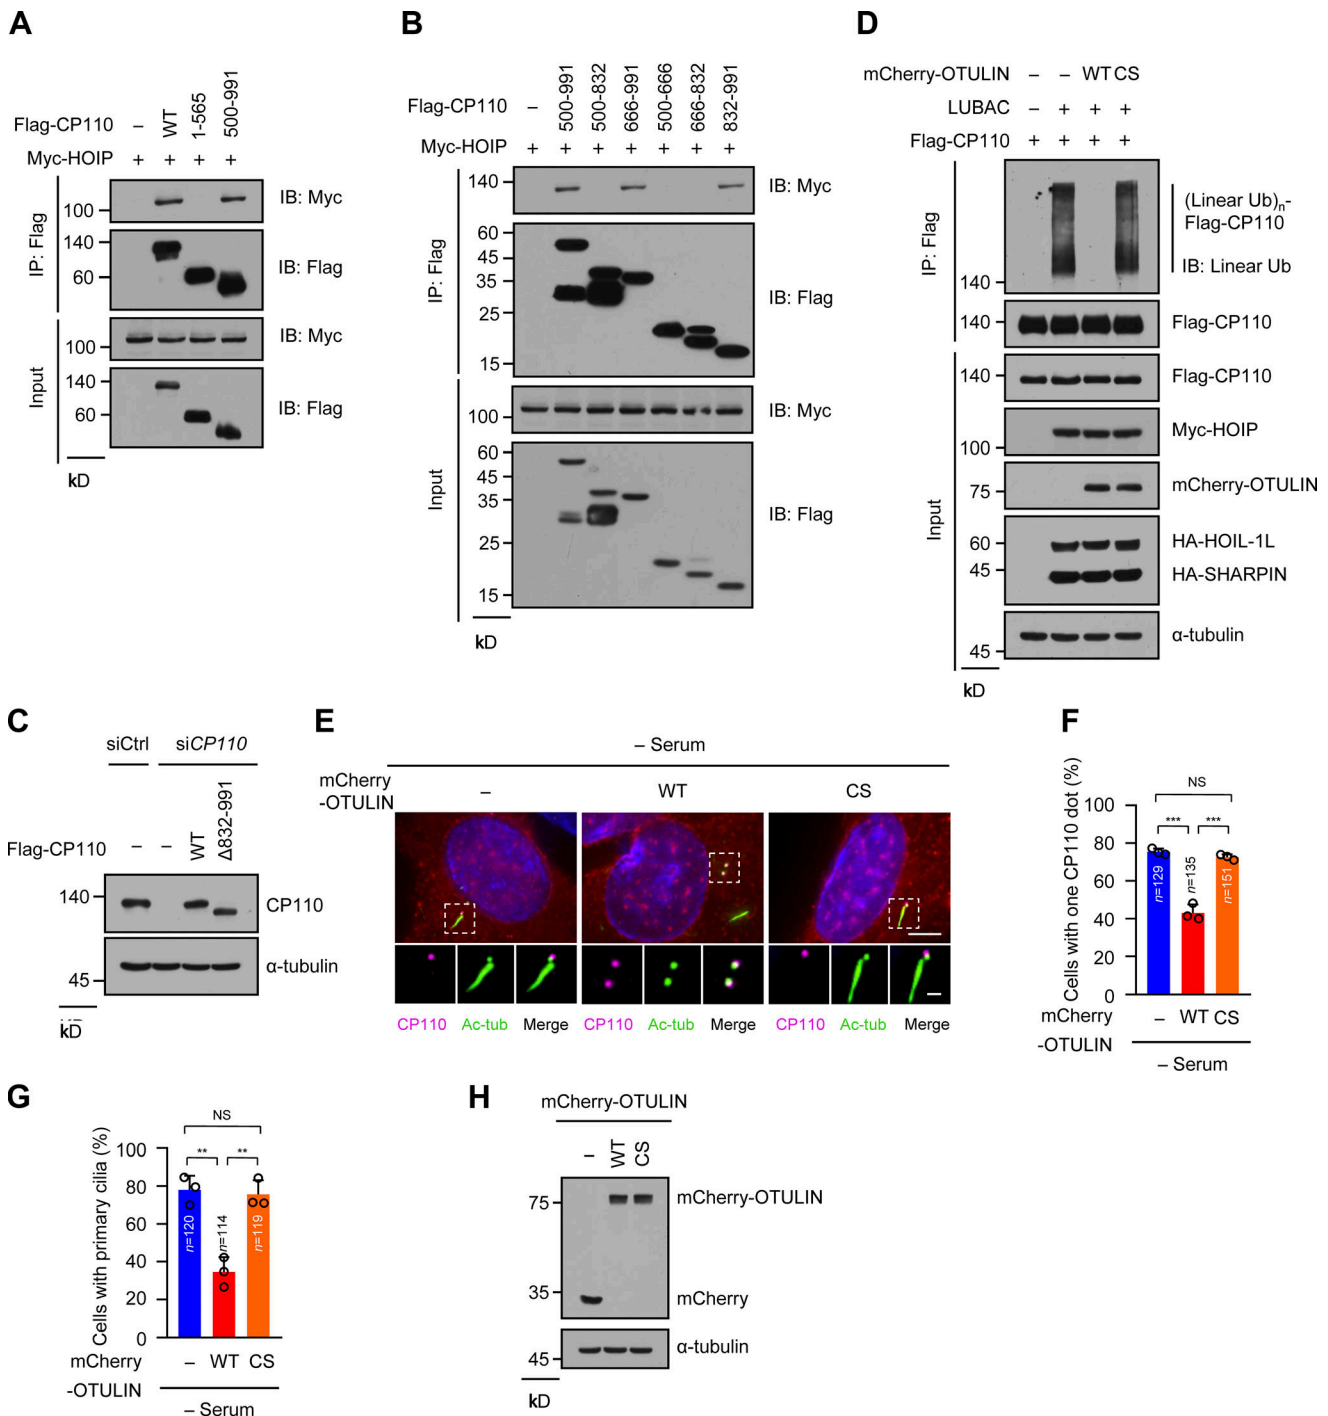 A
Flag-CP110 – WT 1-565 500-991
Myc-HOIP + + + +
IP: Flag
100
IB: Myc
140
60
IB: Flag
Input
100
IB: Myc
140
60
IB: Flag
kD
B
Flag-CP110 – 500-991 500-832 666-991 500-666 666-832 832-991
Myc-HOIP + + + + + + +
IP: Flag
140
IB: Myc
60
45
35
25
15
IB: Flag
Input
100
IB: Myc
60
45
35
25
15
IB: Flag
kD
D
mCherry-OTULIN – – WT CS
LUBAC – + + +
Flag-CP110 + + + +
IP: Flag
140
(Linear Ub)n-
Flag-CP110
IB: Linear Ub
140
Flag-CP110
Input
140
Flag-CP110
100
Myc-HOIP
75
mCherry-OTULIN
60
45
HA-HOIL-1L
HA-SHARPIN
45
α-tubulin
kD
C
siCtrl siCP110
Flag-CP110 – – WT Δ832-991
140
CP110
45
α-tubulin
kD
E
– Serum
mCherry
-OTULIN – WT CS
CP110 Ac-tub Merge CP110 Ac-tub Merge CP110 Ac-tub Merge
F
Cells with one CP110 dot (%)
NS
*** ***
100
80
60
40
20
0
n=129 n=135 n=151
mCherry
-OTULIN – WT CS
– Serum
G
Cells with primary cilia (%)
NS
** **
100
80
60
40
20
0
n=120 n=114 n=119
mCherry
-OTULIN – WT CS
– Serum
H
mCherry-OTULIN
– WT CS
75
mCherry-OTULIN
35
mCherry
45
α-tubulin
kD